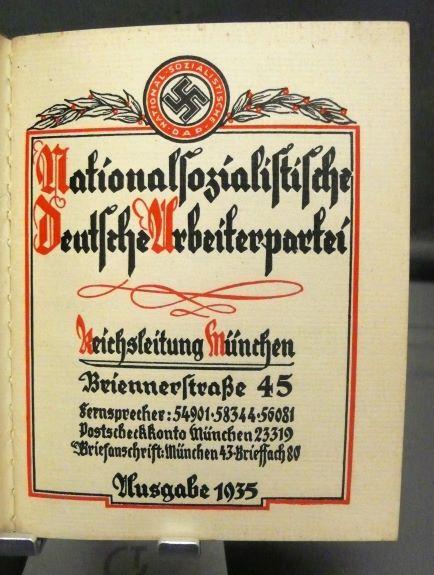 NATIONAL-SOZIALISTISCHE
D.A.P.
Nationalsozialistische
Deutsche Arbeiterpartei
Reichsleitung München
Briennerstraße 45
Fernsprecher: 54901·58344·56081
Postscheckkonto München 23319
Briefanschrift: München 43·Brieffach 80
Ausgabe 1935